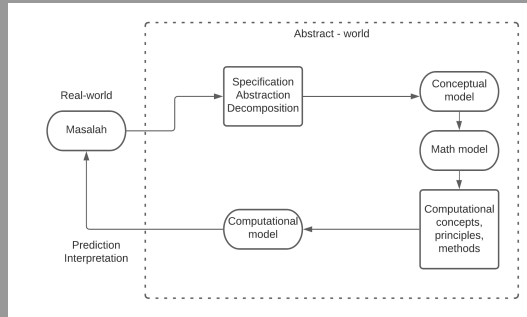 Abstract - world
Real-world
Masalah
Specification
Abstraction
Decomposition
Conceptual
model
Math model
Computational
concepts,
principles,
methods
Computational
model
Prediction
Interpretation